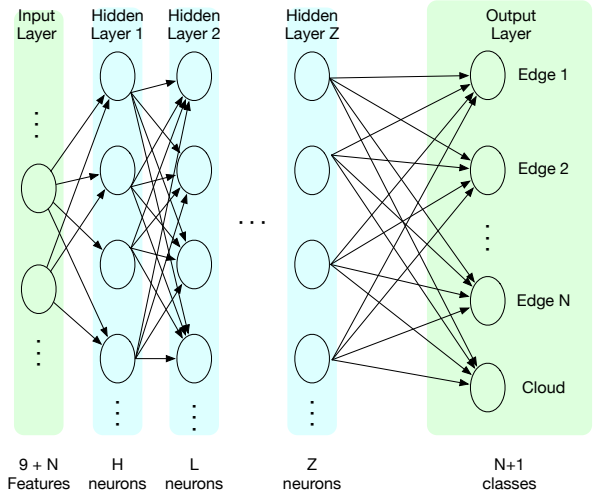 Input
Layer
Hidden
Layer 1
Hidden
Layer 2
Hidden
Layer Z
Output
Layer
Edge 1
Edge 2
Edge N
Cloud
9 + N
Features
H
neurons
L
neurons
Z
neurons
N+1
classes